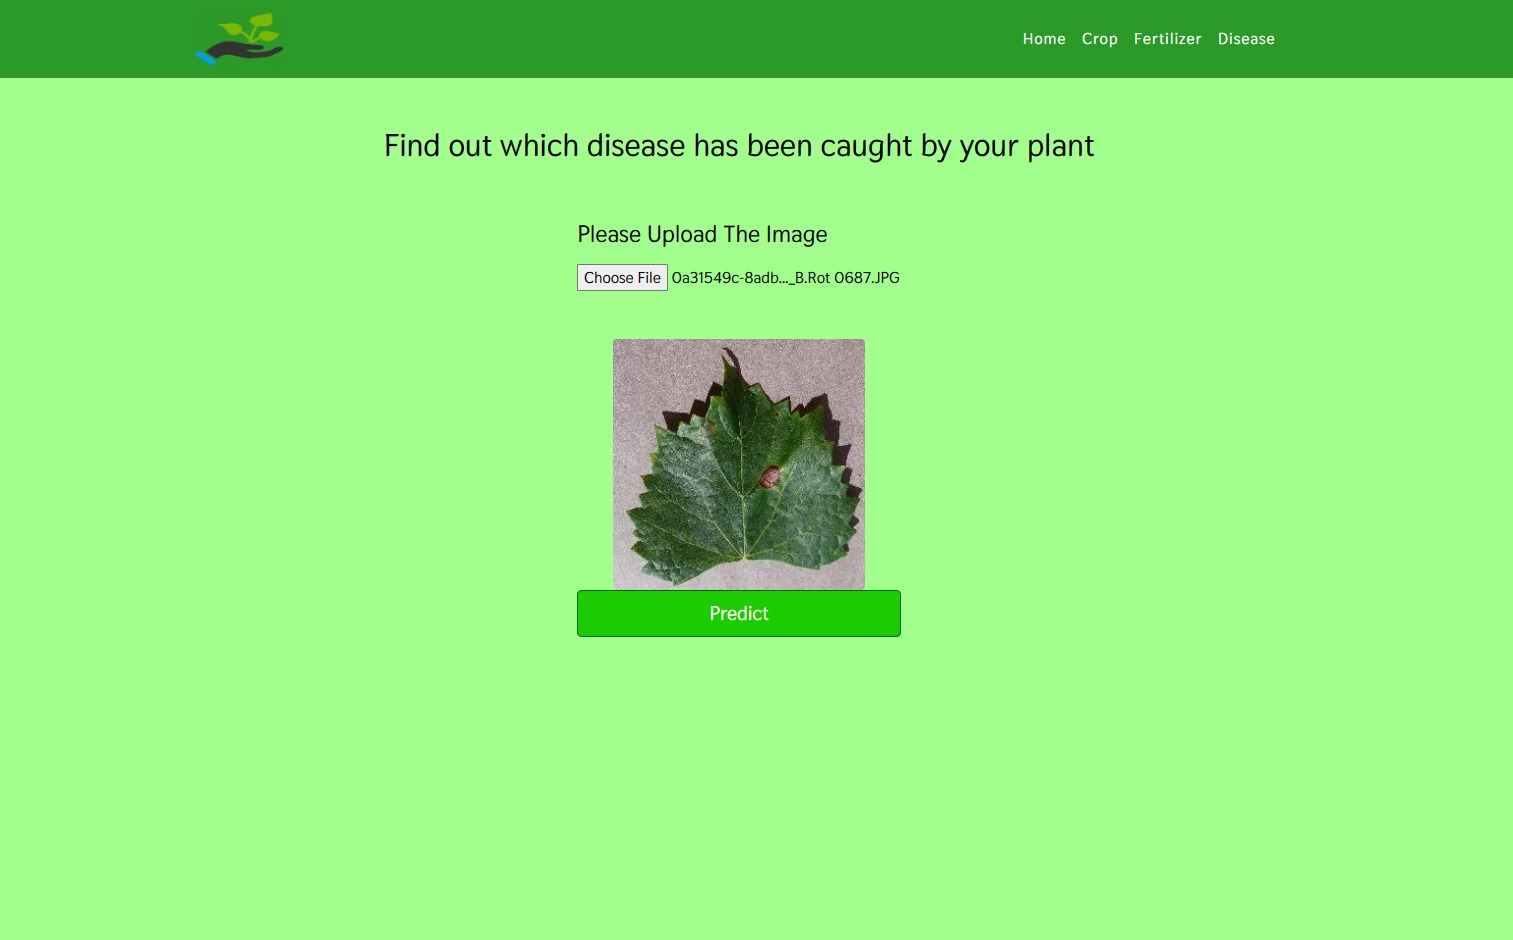 Home Crop Fertilizer Disease
Find out which disease has been caught by your plant
Please Upload The Image
Choose File 0a31549c-8adb..._B.Rot 0687.JPG
Predict